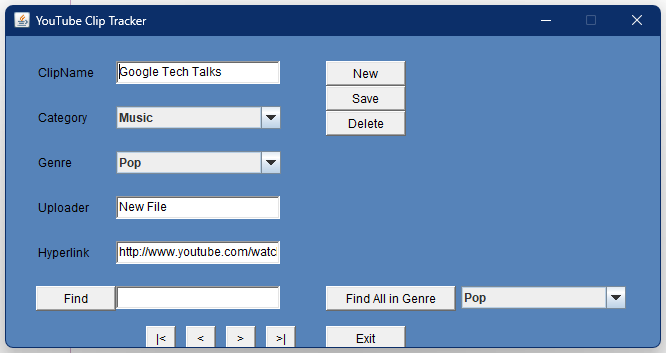 YouTube Clip Tracker
ClipName Google Tech Talks New
Save
Category Music Delete
Genre Pop
Uploader New File
Hyperlink http://www.youtube.com/watc
Find Find All in Genre Pop
|< < > >| Exit